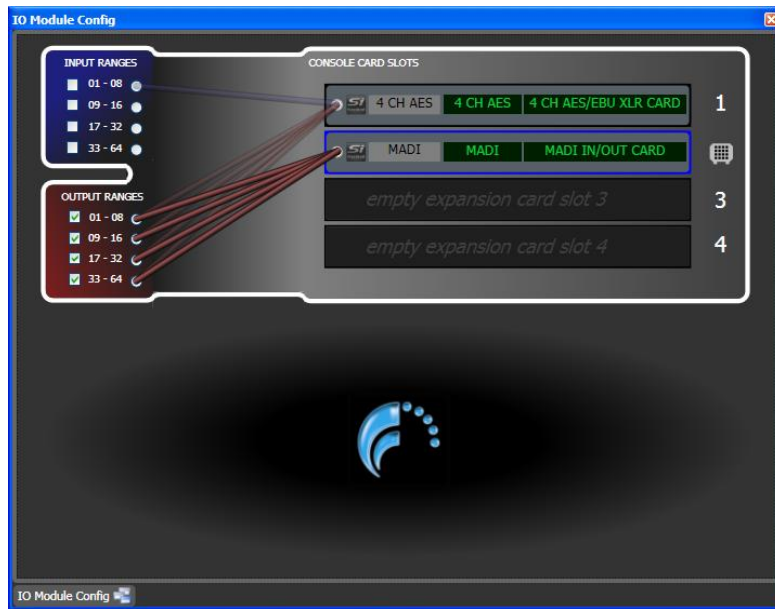 IO Module Config
INPUT RANGES
01 - 08
09 - 16
17 - 32
33 - 64
OUTPUT RANGES
01 - 08
09 - 16
17 - 32
33 - 64
CONSOLE CARD SLOTS
Si 4 CH AES 4 CH AES 4 CH AES/EBU XLR CARD 1
Si MADI MADI MADI IN/OUT CARD
empty expansion card slot 3 3
empty expansion card slot 4 4
IO Module Config